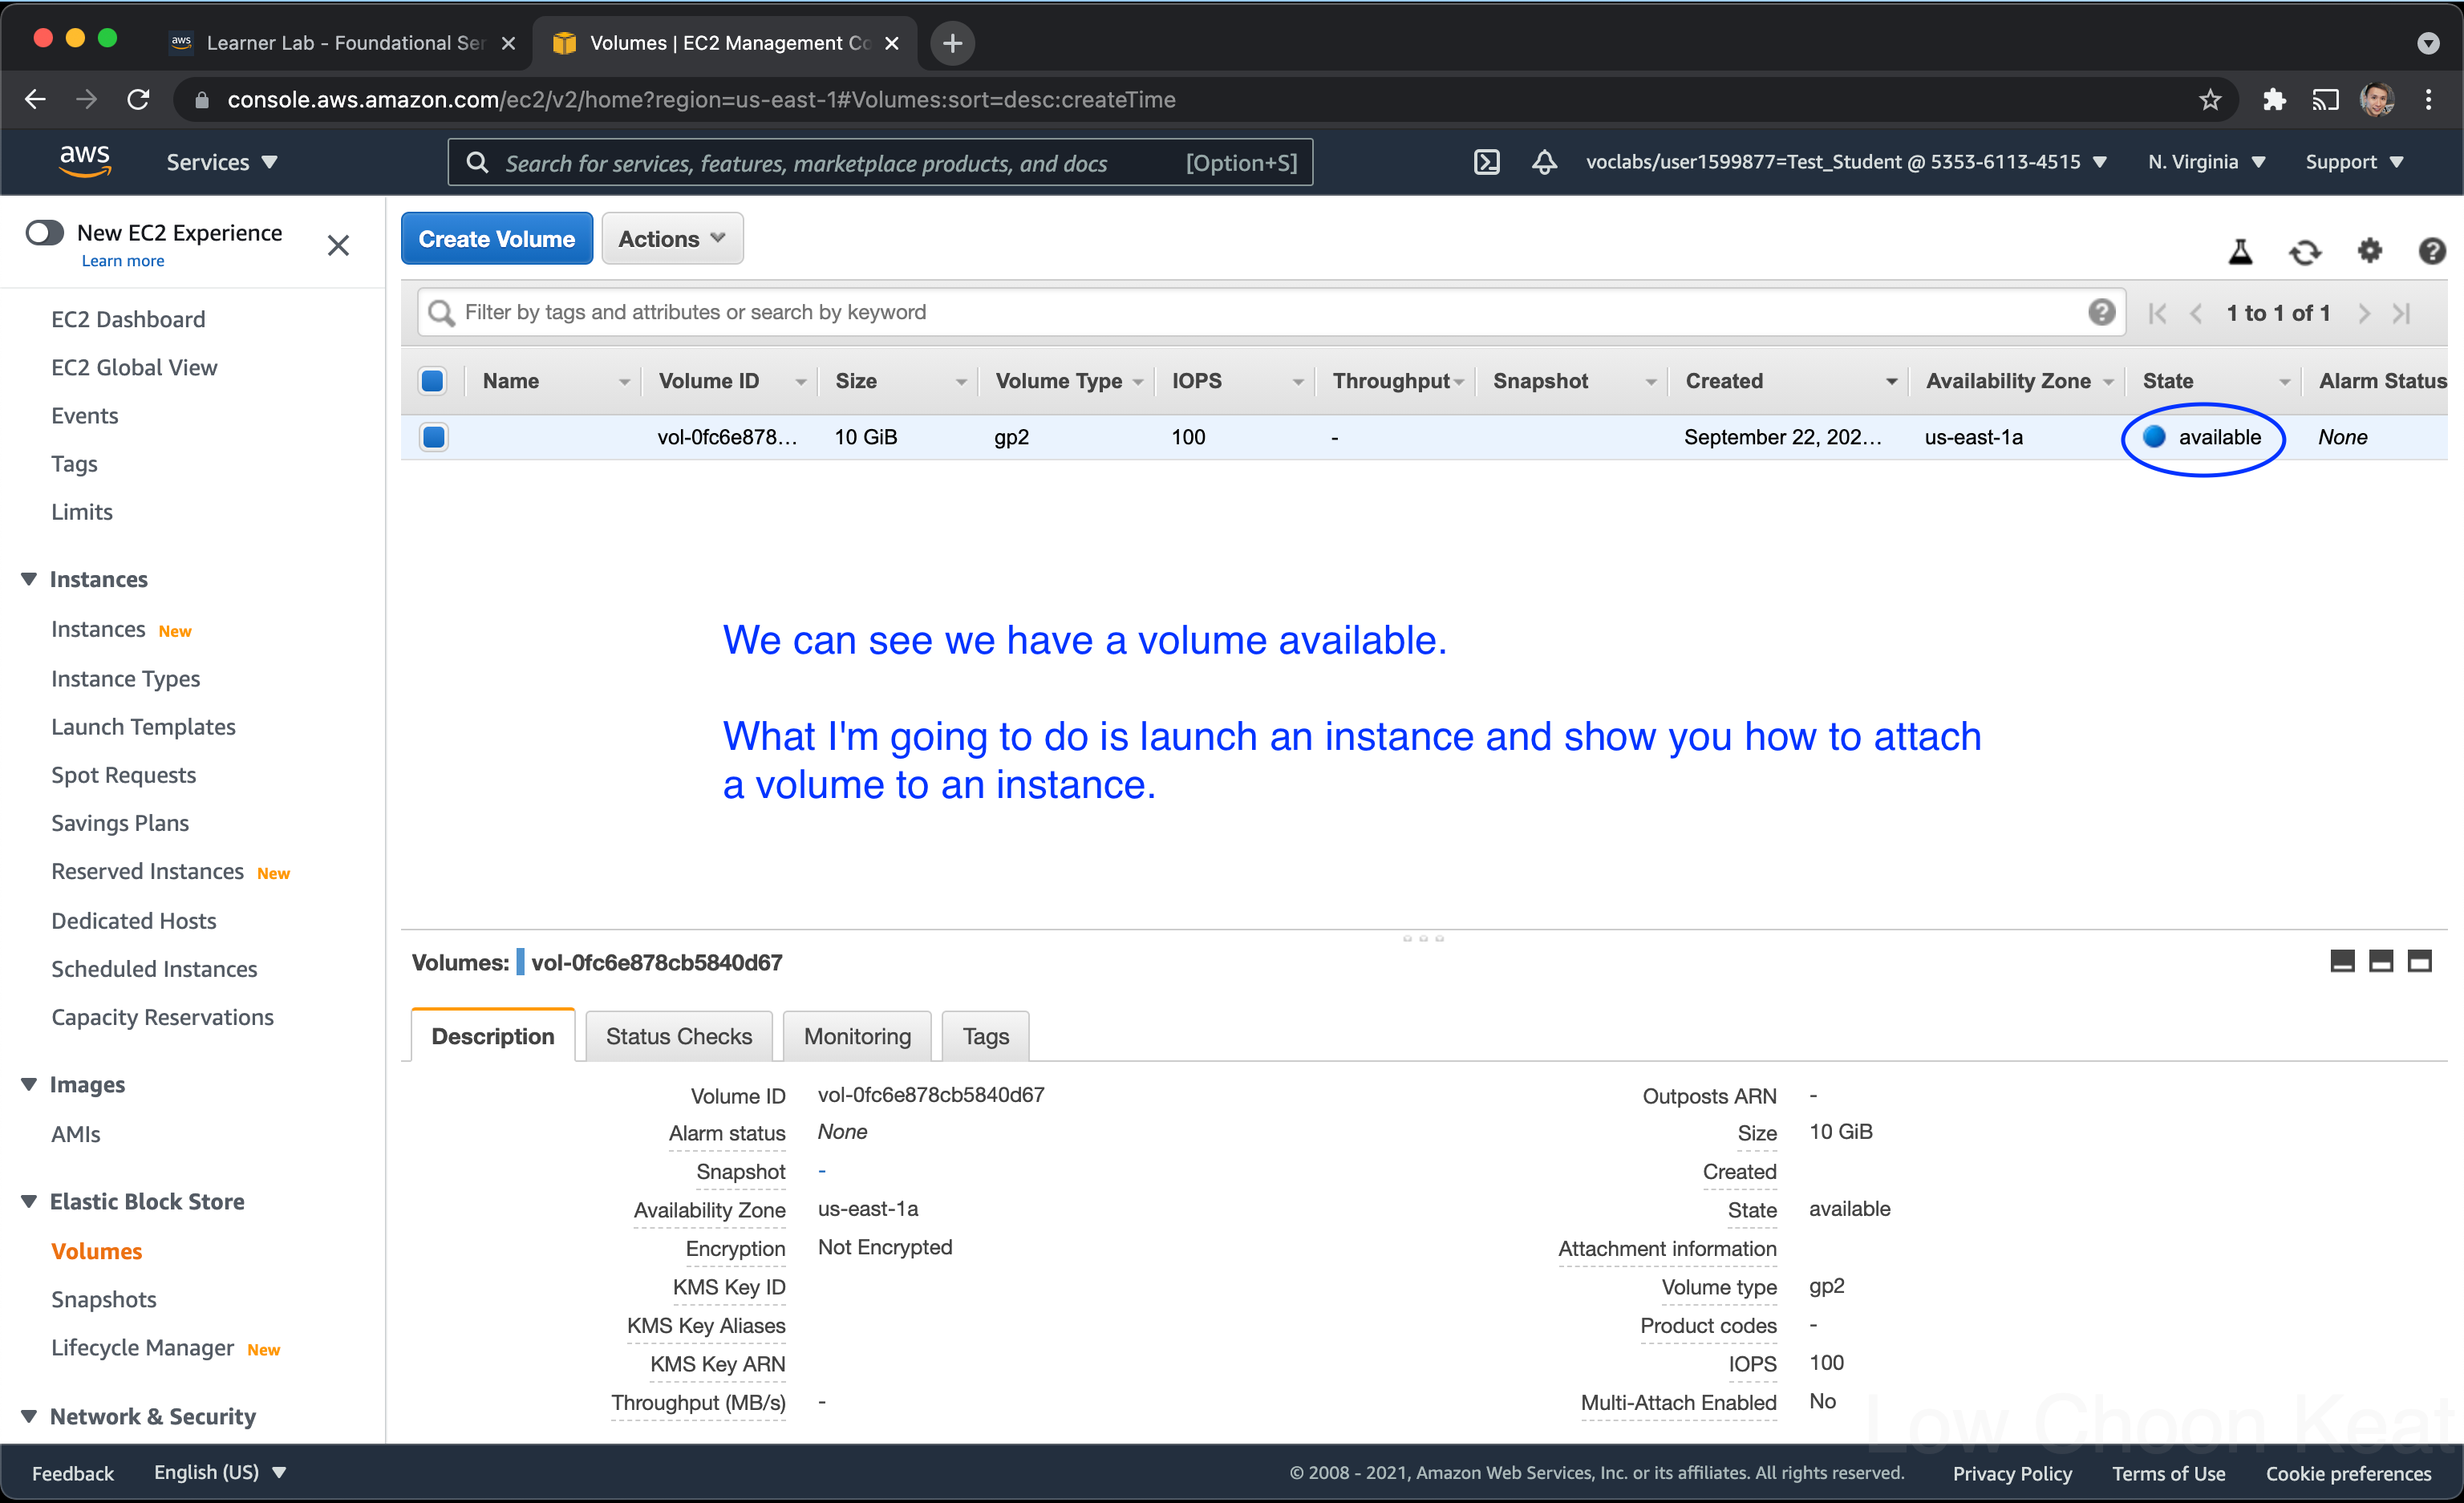 aws Learner Lab - Foundational Ser
Volumes | EC2 Management Co
console.aws.amazon.com/ec2/v2/home?region=us-east-1#Volumes:sort=desc:createTime
aws Services Search for services, features, marketplace products, and docs [Option+S] voclabs/user1599877=Test_Student @ 5353-6113-4515 N. Virginia Support
New EC2 Experience
Learn more
EC2 Dashboard
EC2 Global View
Events
Tags
Limits
Instances
Instances New
Instance Types
Launch Templates
Spot Requests
Savings Plans
Reserved Instances New
Dedicated Hosts
Scheduled Instances
Capacity Reservations
Images
AMIs
Elastic Block Store
Volumes
Snapshots
Lifecycle Manager New
Network & Security
Create Volume Actions
Filter by tags and attributes or search by keyword 1 to 1 of 1
Name Volume ID Size Volume Type IOPS Throughput Snapshot Created Availability Zone State Alarm Status
vol-0fc6e878... 10 GiB gp2 100 - September 22, 202... us-east-1a available None
We can see we have a volume available.
What I'm going to do is launch an instance and show you how to attach
a volume to an instance.
Volumes: vol-0fc6e878cb5840d67
Description Status Checks Monitoring Tags
Volume ID vol-0fc6e878cb5840d67 Outposts ARN -
Alarm status None Size 10 GiB
Snapshot - Created
Availability Zone us-east-1a State available
Encryption Not Encrypted Attachment information
KMS Key ID Volume type gp2
KMS Key Aliases Product codes -
KMS Key ARN IOPS 100
Throughput (MB/s) - Multi-Attach Enabled No
Low Choon Keat
Feedback English (US) © 2008 - 2021, Amazon Web Services, Inc. or its affiliates. All rights reserved. Privacy Policy Terms of Use Cookie preferences